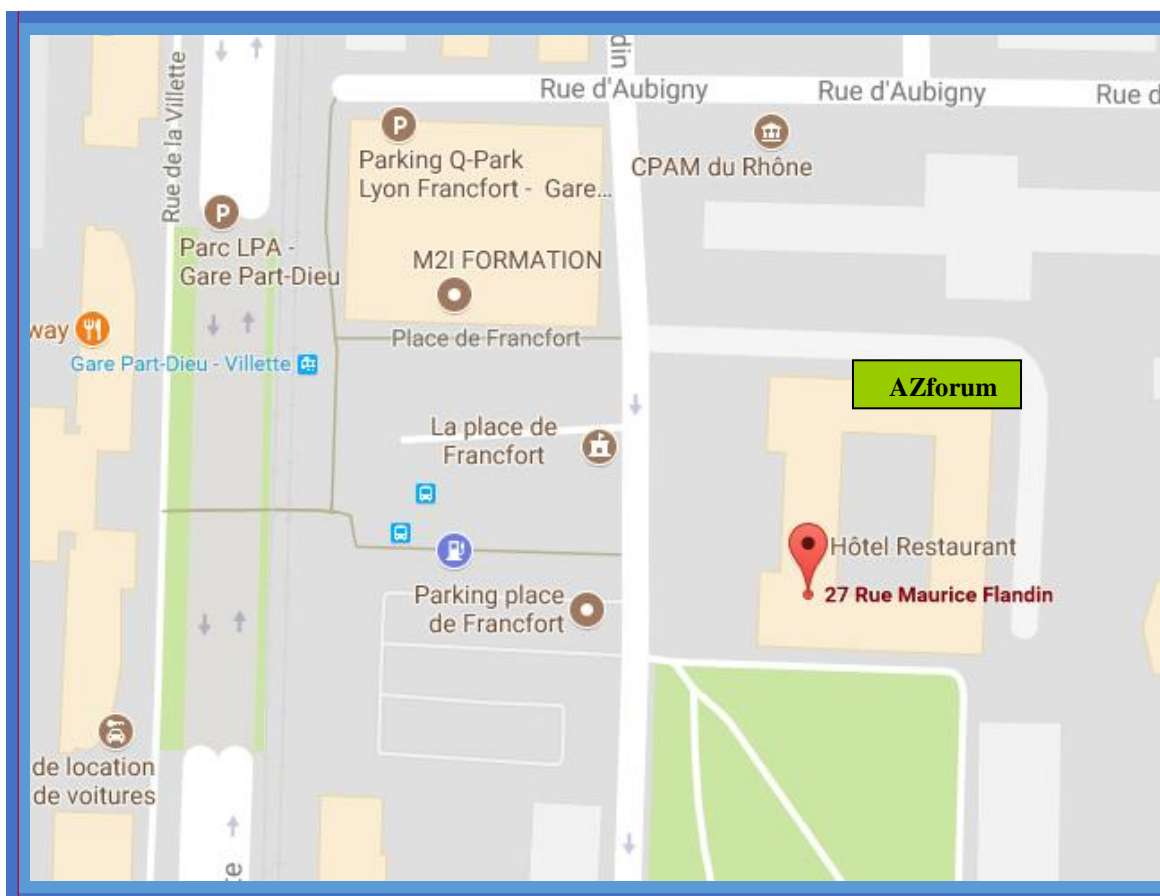 din
Rue de la Villette
Rue d'Aubigny
Rue d'Aubigny
Rue d
P
Parking Q-Park
Lyon Francfort - Gare...
CPAM du Rhône
P
Parc LPA -
Gare Part-Dieu
M2I FORMATION
way
Place de Francfort
Gare Part-Dieu - Villette
AZforum
La place de
Francfort
Hôtel Restaurant
27 Rue Maurice Flandin
Parking place
de Francfort
de location
de voitures
ce